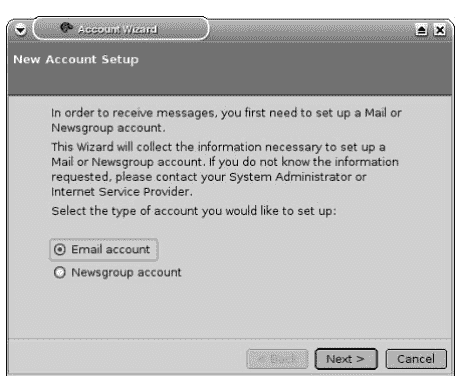 Account Wizard
New Account Setup
In order to receive messages, you first need to set up a Mail or
Newsgroup account.
This Wizard will collect the information necessary to set up a
Mail or Newsgroup account. If you do not know the information
requested, please contact your System Administrator or
Internet Service Provider.
Select the type of account you would like to set up:
Email account
Newsgroup account
< Back
Next >
Cancel